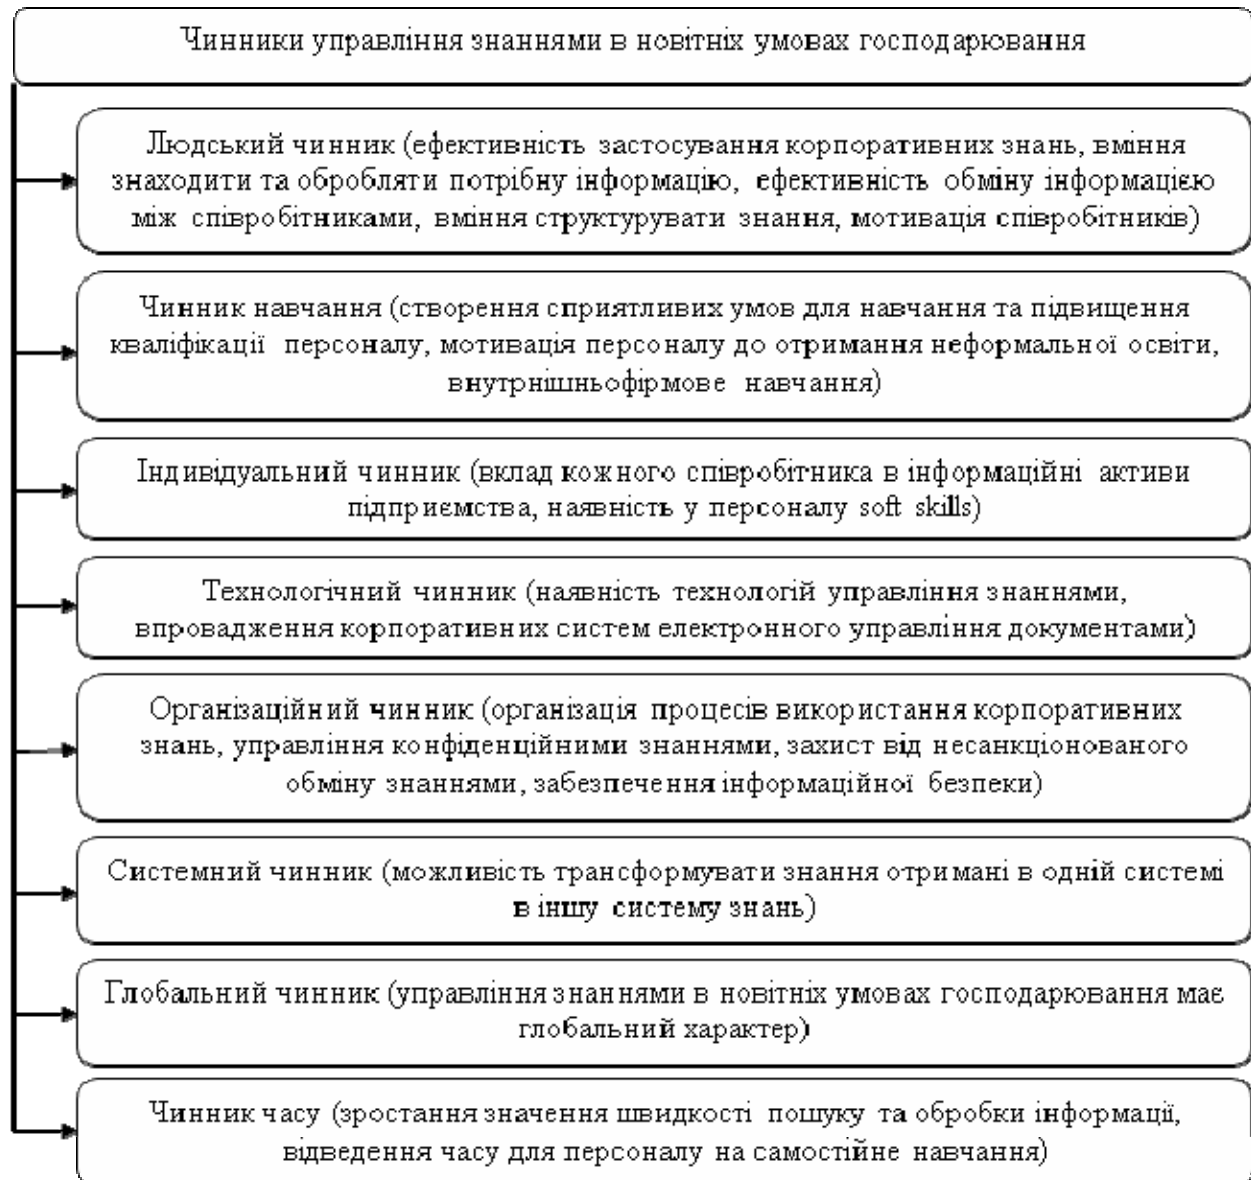 Чинники управління знаннями в новітніх умовах господарювання
Людський чинник (ефективність застосування корпоративних знань, вміння
знаходити та обробляти потрібну інформацію, ефективність обміну інформацією
між співробітниками, вміння структурувати знання, мотивація співробітників)
Чинник навчання (створення сприятливих умов для навчання та підвищення
кваліфікації персоналу, мотивація персоналу до отримання неформальної освіти,
внутрнішньофірмове навчання)
Індивідуальний чинник (вклад кожного співробітника в інформаційні активи
підприємства, наявність у персоналу soft skills)
Технологічний чинник (наявність технологій управління знаннями,
впровадження корпоративних систем електронного управління документами)
Організаційний чинник (організація процесів використання корпоративних
знань, управління конфіденційними знаннями, захист від несанкціонованого
обміну знаннями, забезпечення інформаційної безпеки)
Системний чинник (можливість трансформувати знання отримані в одній системі
в іншу систему знань)
Глобальний чинник (управління знаннями в новітніх умовах господарювання має
глобальний характер)
Чинник часу (зростання значення швидкості пошуку та обробки інформації,
відведення часу для персоналу на самостійне навчання)